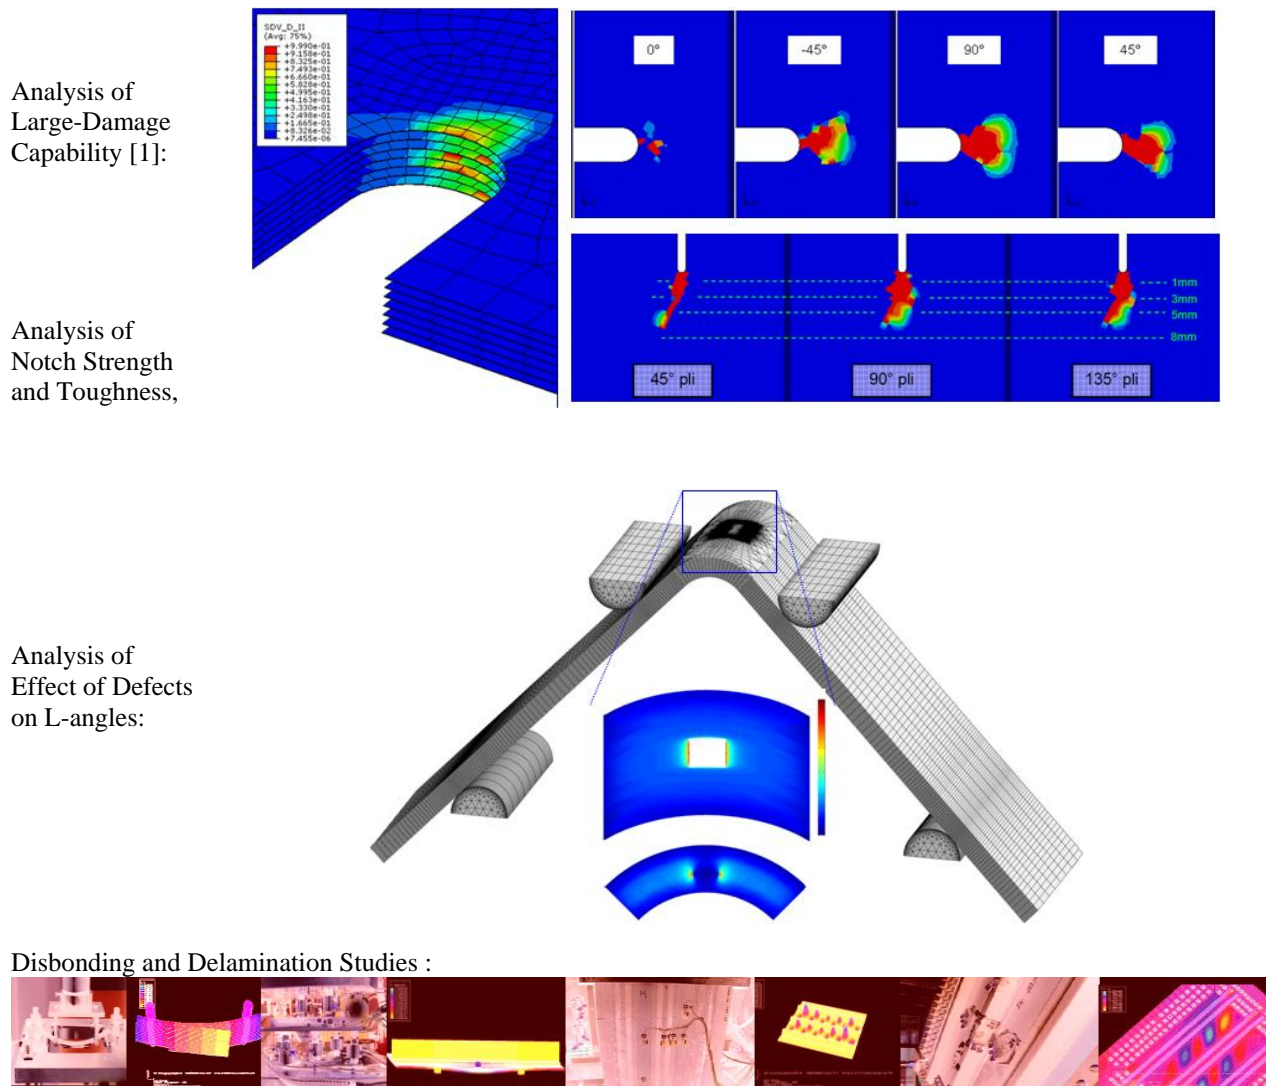 Analysis of
Large-Damage
Capability [1]:
SDV_D_II
(Avg: 75%)
+9.990e-01
+9.158e-01
+8.325e-01
+7.493e-01
+6.660e-01
+5.828e-01
+4.995e-01
+4.163e-01
+3.330e-01
+2.498e-01
+1.665e-01
+8.326e-02
+7.455e-06
0°
-45°
90°
45°
Analysis of
Notch Strength
and Toughness,
1mm
3mm
5mm
8mm
45° pli
90° pli
135° pli
Analysis of
Effect of Defects
on L-angles:
Disbonding and Delamination Studies :